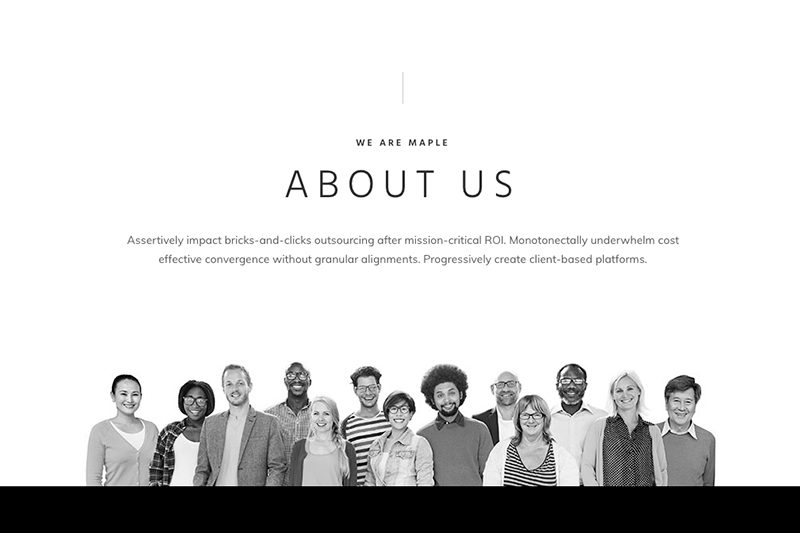 WE ARE MAPLE
ABOUT US
Assertively impact bricks-and-clicks outsourcing after mission-critical ROI. Monotonectally underwhelm cost
effective convergence without granular alignments. Progressively create client-based platforms.